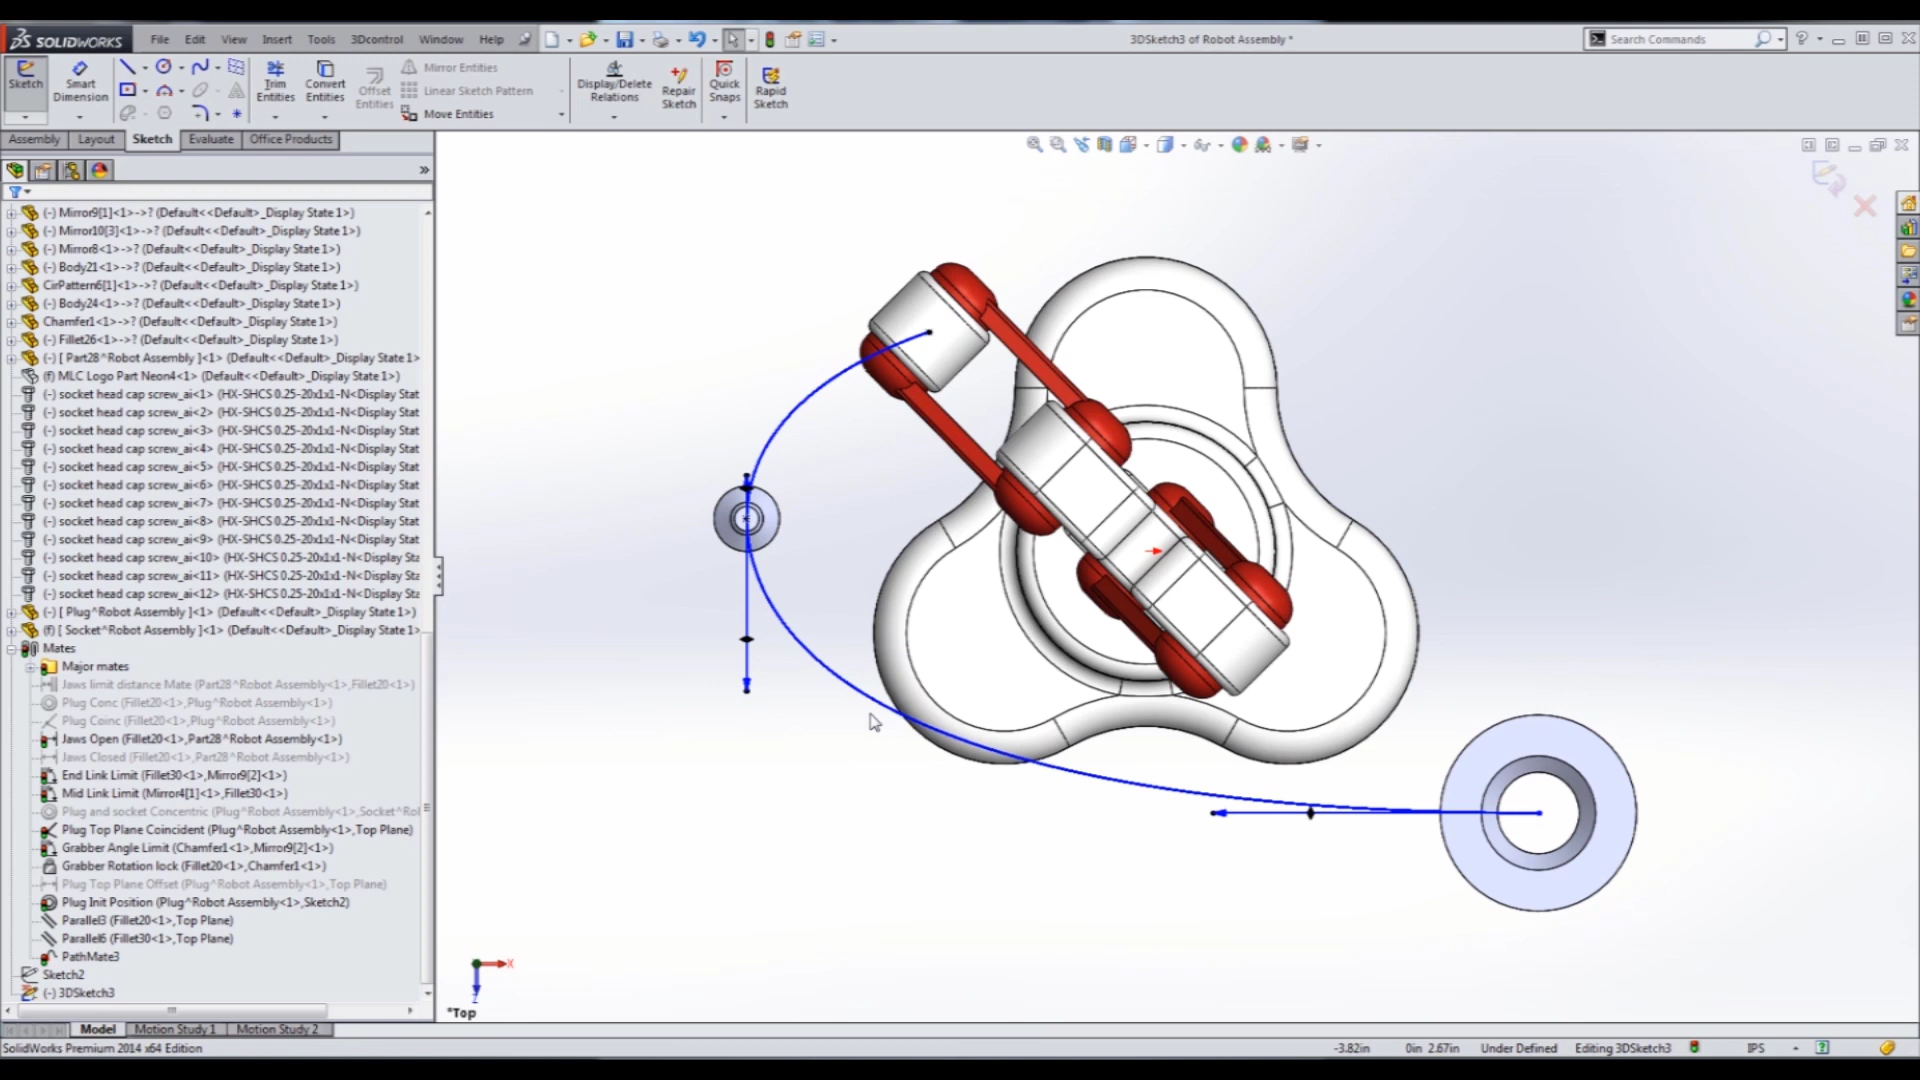 SOLIDWORKS File Edit View Insert Tools 3Dcontrol Window Help 3DSketch3 of Robot Assembly * Search Commands
Sketch Smart Dimension Trim Entities Convert Entities Offset Entities Mirror Entities Linear Sketch Pattern Move Entities Display/Delete Relations Repair Sketch Quick Snaps Rapid Sketch
Assembly Layout Sketch Evaluate Office Products
(-) Mirror9[1]<1>->? (Default<<Default>_Display State 1>)
(-) Mirror10[3]<1>->? (Default<<Default>_Display State 1>)
(-) Mirror8<1>->? (Default<<Default>_Display State 1>)
(-) Body21<1>->? (Default<<Default>_Display State 1>)
CirPattern6[1]<1>->? (Default<<Default>_Display State 1>)
(-) Body24<1>->? (Default<<Default>_Display State 1>)
Chamfer1<1>->? (Default<<Default>_Display State 1>)
(-) Fillet26<1>->? (Default<<Default>_Display State 1>)
(-) [ Part28^Robot Assembly ]<1> (Default<<Default>_Display State 1>
(f) MLC Logo Part Neon4<1> (Default<<Default>_Display State 1>)
(-) socket head cap screw_ai<1> (HX-SHCS 0.25-20x1x1-N<Display Stat
(-) socket head cap screw_ai<2> (HX-SHCS 0.25-20x1x1-N<Display Stat
(-) socket head cap screw_ai<3> (HX-SHCS 0.25-20x1x1-N<Display Stat
(-) socket head cap screw_ai<4> (HX-SHCS 0.25-20x1x1-N<Display Stat
(-) socket head cap screw_ai<5> (HX-SHCS 0.25-20x1x1-N<Display Stat
(-) socket head cap screw_ai<6> (HX-SHCS 0.25-20x1x1-N<Display Stat
(-) socket head cap screw_ai<7> (HX-SHCS 0.25-20x1x1-N<Display Stat
(-) socket head cap screw_ai<8> (HX-SHCS 0.25-20x1x1-N<Display Stat
(-) socket head cap screw_ai<9> (HX-SHCS 0.25-20x1x1-N<Display Stat
(-) socket head cap screw_ai<10> (HX-SHCS 0.25-20x1x1-N<Display Sta
(-) socket head cap screw_ai<11> (HX-SHCS 0.25-20x1x1-N<Display Sta
(-) socket head cap screw_ai<12> (HX-SHCS 0.25-20x1x1-N<Display Sta
(-) [ Plug^Robot Assembly ]<1> (Default<<Default>_Display State 1>)
(f) [ Socket^Robot Assembly ]<1> (Default<<Default>_Display State 1>
Mates
Major mates
Jaws limit distance Mate (Part28^Robot Assembly<1>,Fillet20<1>)
Plug Conc (Fillet20<1>,Plug^Robot Assembly<1>)
Plug Coinc (Fillet20<1>,Plug^Robot Assembly<1>)
Jaws Open (Fillet20<1>,Part28^Robot Assembly<1>)
Jaws Closed (Fillet20<1>,Part28^Robot Assembly<1>)
End Link Limit (Fillet30<1>,Mirror9[2]<1>)
Mid Link Limit (Mirror4[1]<1>,Fillet30<1>)
Plug and socket Concentric (Plug^Robot Assembly<1>,Socket^Rol
Plug Top Plane Coincident (Plug^Robot Assembly<1>,Top Plane)
Grabber Angle Limit (Chamfer1<1>,Mirror9[2]<1>)
Grabber Rotation lock (Fillet20<1>,Chamfer1<1>)
Plug Top Plane Offset (Plug^Robot Assembly<1>,Top Plane)
Plug Init Position (Plug^Robot Assembly<1>,Sketch2)
Parallel3 (Fillet20<1>,Top Plane)
Parallel6 (Fillet30<1>,Top Plane)
PathMate3
Sketch2
(-) 3DSketch3
X
Z
*Top
Model Motion Study 1 Motion Study 2
SolidWorks Premium 2014 x64 Edition -3.82in 0in 2.67in Under Defined Editing 3DSketch3 IPS